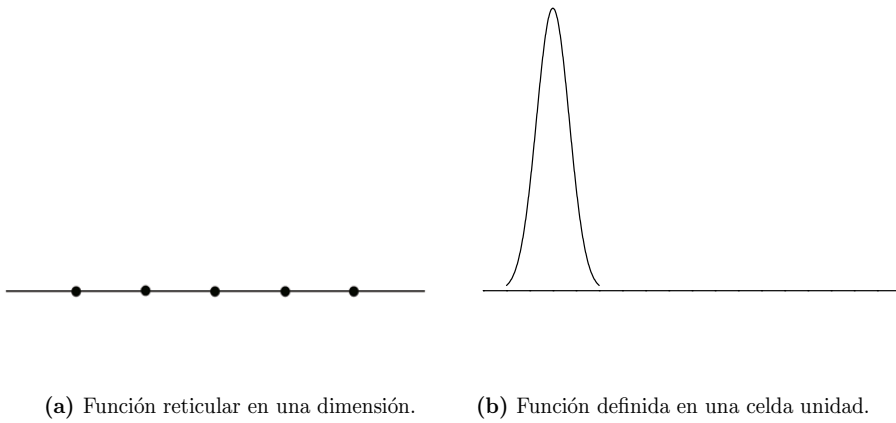 (a) Función reticular en una dimensión.
(b) Función definida en una celda unidad.